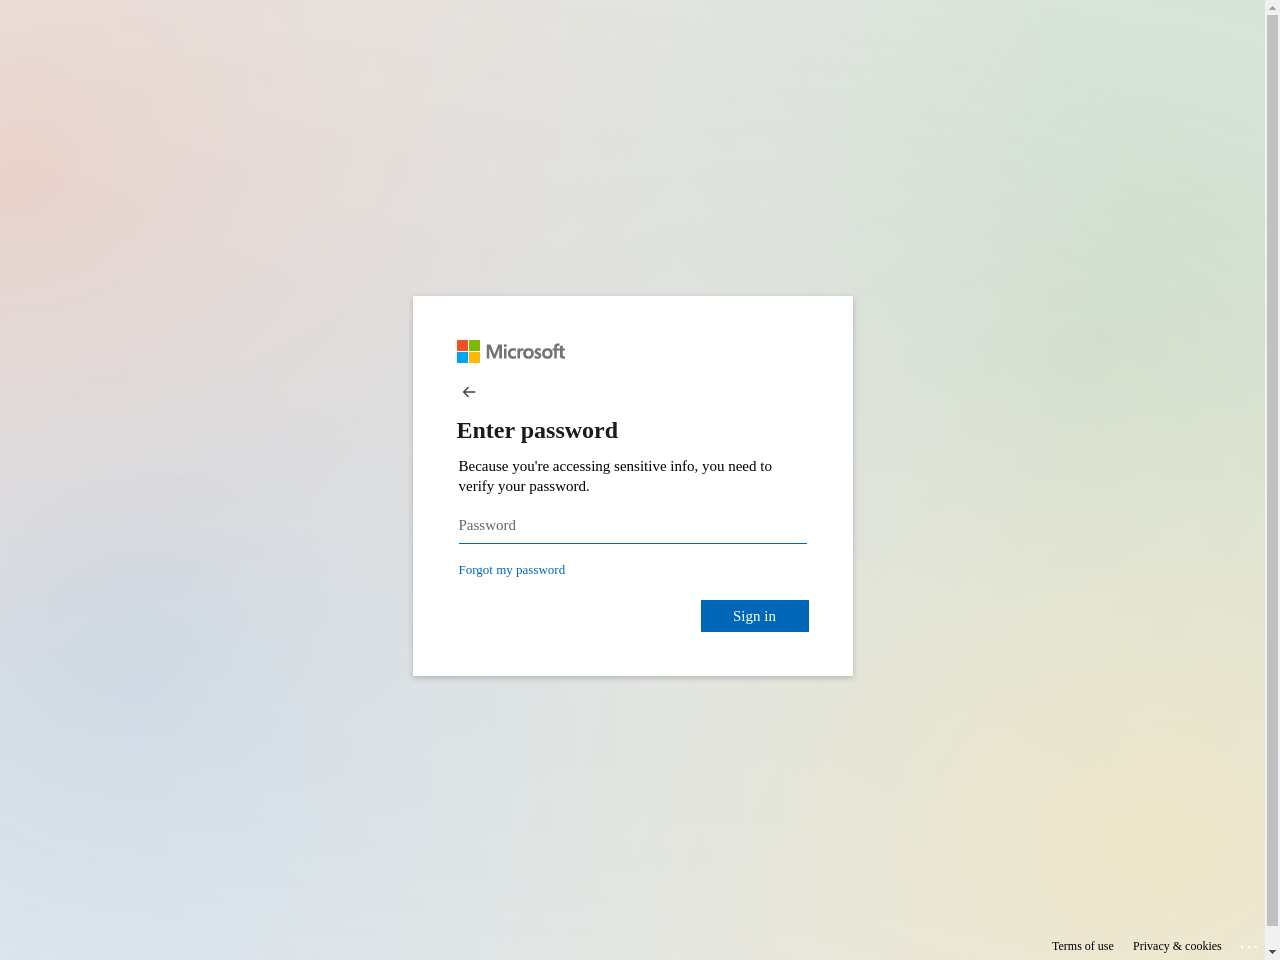 Microsoft
Enter password
Because you're accessing sensitive info, you need to
verify your password.
Password
Forgot my password
Sign in
Terms of use Privacy & cookies ...